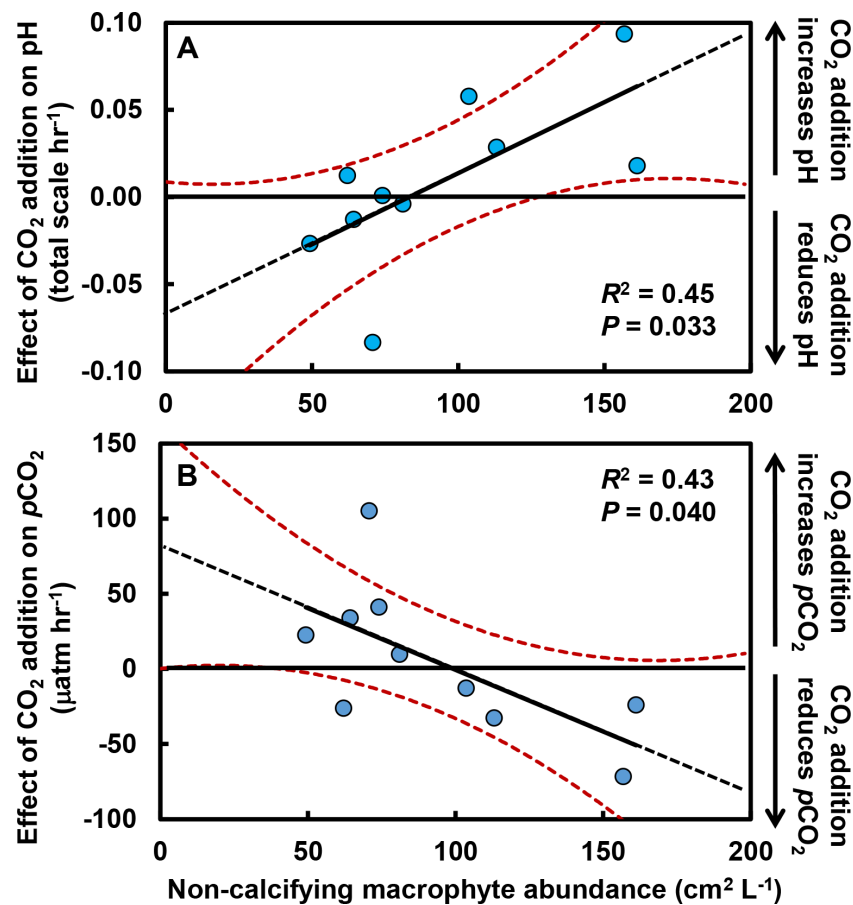 A
Effect of CO₂ addition on pH
(total scale hr⁻¹)
0.10
0.05
0.00
-0.05
-0.10
0
50
100
150
200
R² = 0.45
P = 0.033
CO₂ addition
increases pH
CO₂ addition
reduces pH
B
Effect of CO₂ addition on pCO₂
(µatm hr⁻¹)
150
100
50
0
-50
-100
0
50
100
150
200
R² = 0.43
P = 0.040
CO₂ addition
increases pCO₂
CO₂ addition
reduces pCO₂
Non-calcifying macrophyte abundance (cm² L⁻¹)